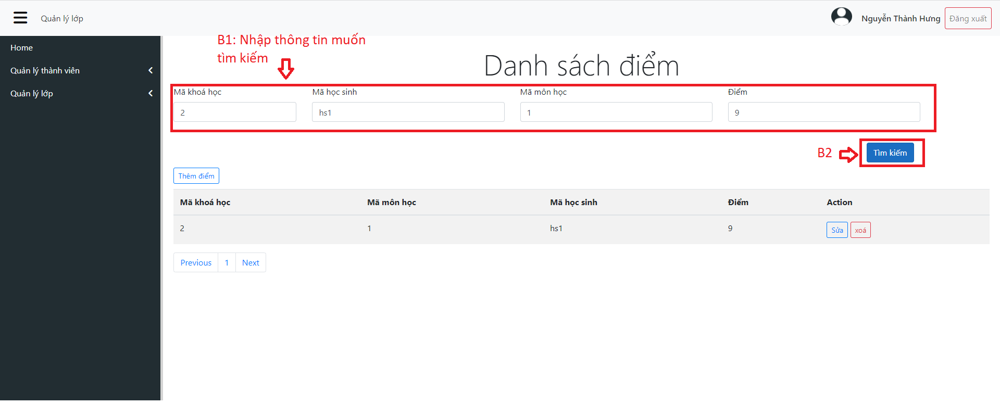 Quản lý lớp
Nguyễn Thành Hưng
Đăng xuất
Home
Quản lý thành viên
Quản lý lớp
B1: Nhập thông tin muốn
tìm kiếm
Danh sách điểm
Mã khoá học Mã học sinh Mã môn học Điểm
2 hs1 1 9
B2
Tìm kiếm
Thêm điểm
Mã khoá học Mã môn học Mã học sinh Điểm Action
2 1 hs1 9 Sửa xoá
Previous 1 Next